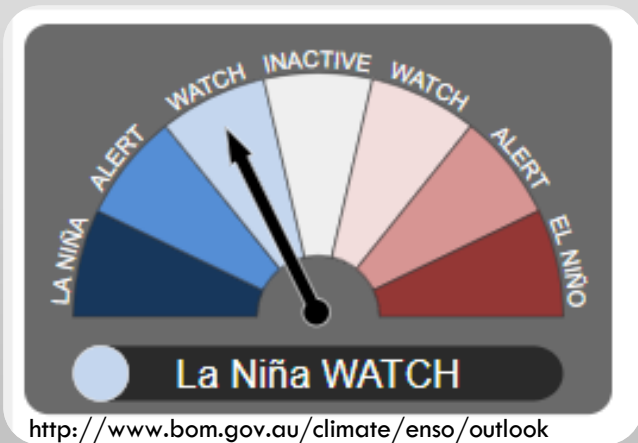 LA NIÑA
ALERT
WATCH
INACTIVE
WATCH
ALERT
EL NIÑO
La Niña WATCH
http://www.bom.gov.au/climate/enso/outlook